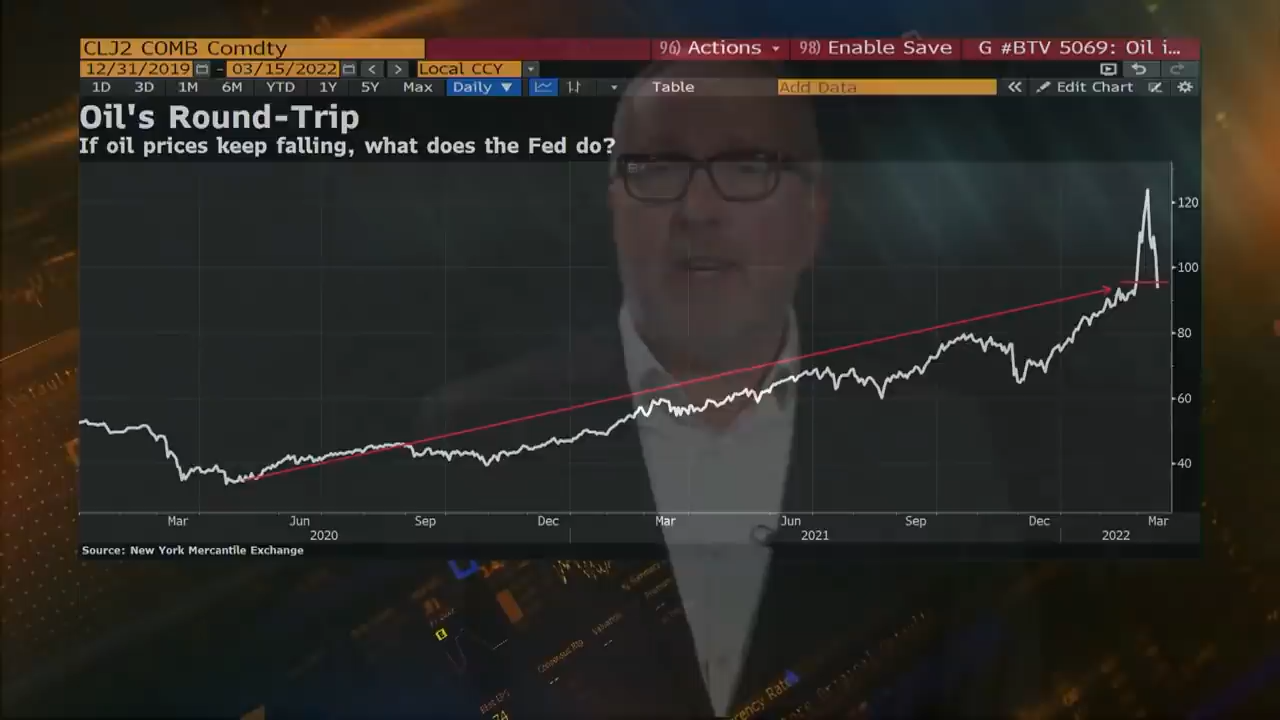 CLJ2 COMB Comdty 96) Actions 98) Enable Save G #BTV 5069: Oil i...
12/31/2019 - 03/15/2022 Local CCY
1D 3D 1M 6M YTD 1Y 5Y Max Daily Table Add Data Edit Chart
Oil's Round-Trip
If oil prices keep falling, what does the Fed do?
120
100
80
60
40
Mar Jun Sep Dec Mar Jun Sep Dec Mar
2020 2021 2022
Source: New York Mercantile Exchange